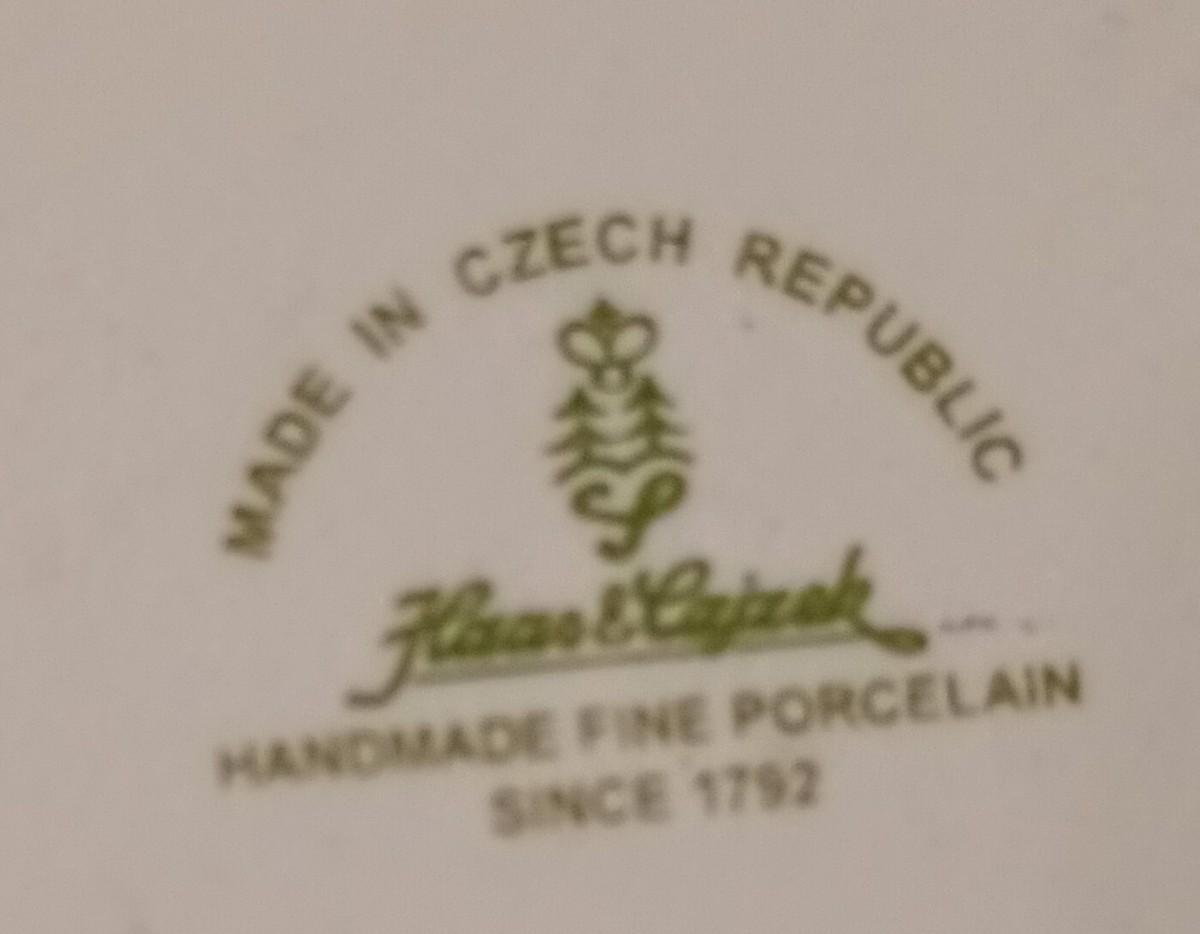 MADE IN CZECH REPUBLIC
Haas & Czjzek
HANDMADE FINE PORCELAIN
SINCE 1792